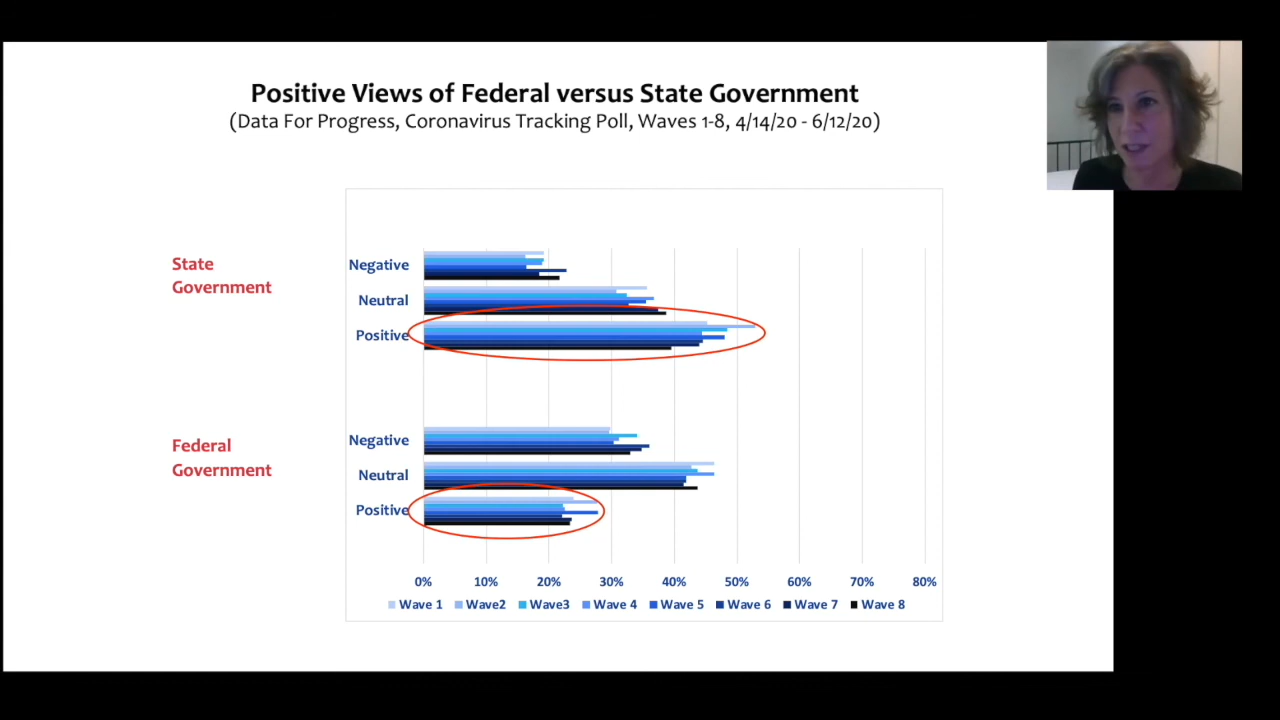 Positive Views of Federal versus State Government
(Data For Progress, Coronavirus Tracking Poll, Waves 1-8, 4/14/20 - 6/12/20)
State
Government
Negative
Neutral
Positive
Federal
Government
Negative
Neutral
Positive
0% 10% 20% 30% 40% 50% 60% 70% 80%
Wave 1 Wave2 Wave3 Wave 4 Wave 5 Wave 6 Wave 7 Wave 8